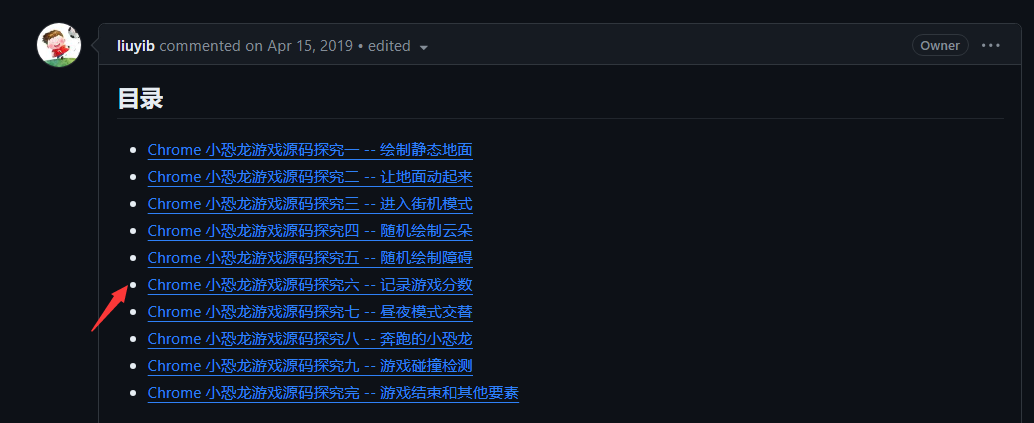 liuyib commented on Apr 15, 2019 • edited
Owner
目录
Chrome 小恐龙游戏源码探究一 -- 绘制静态地面
Chrome 小恐龙游戏源码探究二 -- 让地面动起来
Chrome 小恐龙游戏源码探究三 -- 进入街机模式
Chrome 小恐龙游戏源码探究四 -- 随机绘制云朵
Chrome 小恐龙游戏源码探究五 -- 随机绘制障碍
Chrome 小恐龙游戏源码探究六 -- 记录游戏分数
Chrome 小恐龙游戏源码探究七 -- 昼夜模式交替
Chrome 小恐龙游戏源码探究八 -- 奔跑的小恐龙
Chrome 小恐龙游戏源码探究九 -- 游戏碰撞检测
Chrome 小恐龙游戏源码探究完 -- 游戏结束和其他要素